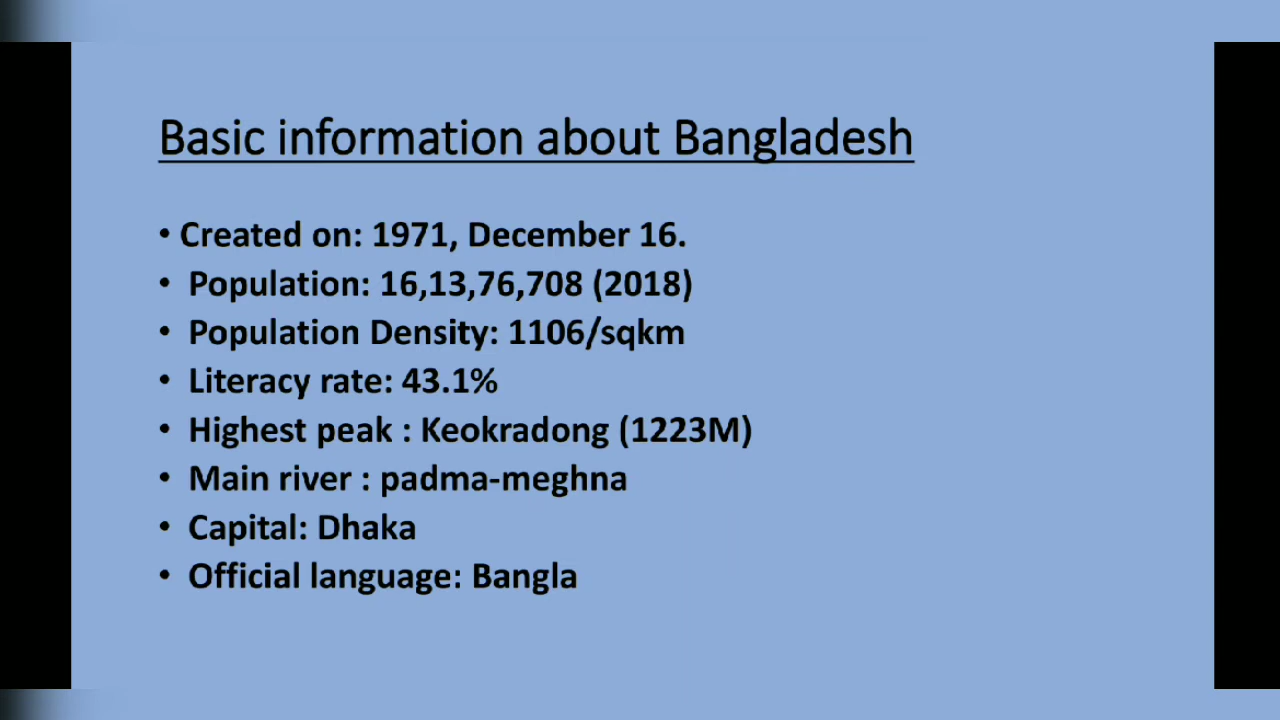 Basic information about Bangladesh
• Created on: 1971, December 16.
• Population: 16,13,76,708 (2018)
• Population Density: 1106/sqkm
• Literacy rate: 43.1%
• Highest peak : Keokradong (1223M)
• Main river : padma-meghna
• Capital: Dhaka
• Official language: Bangla